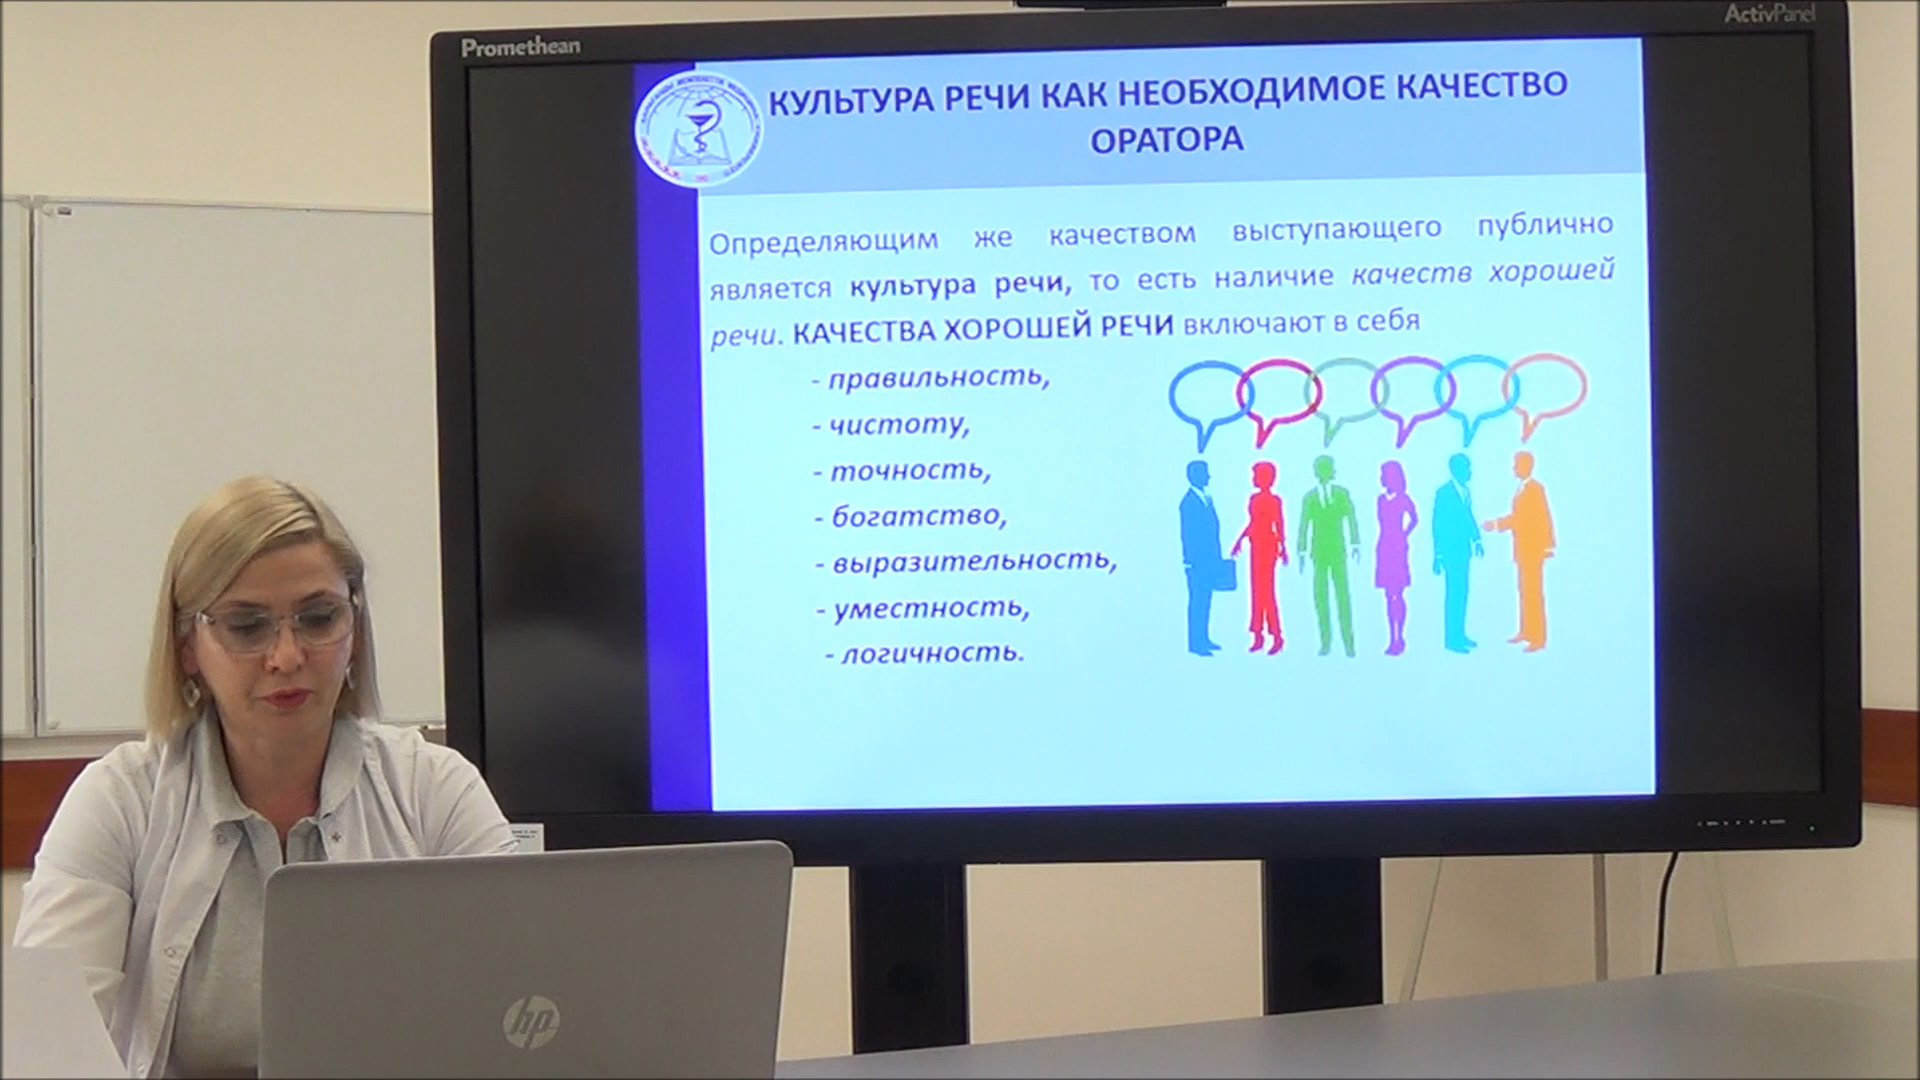 Promethean
ActivPanel
КУЛЬТУРА РЕЧИ КАК НЕОБХОДИМОЕ КАЧЕСТВО
ОРАТОРА
Определяющим же качеством выступающего публично
является культура речи, то есть наличие качеств хорошей
речи. КАЧЕСТВА ХОРОШЕЙ РЕЧИ включают в себя
- правильность,
- чистоту,
- точность,
- богатство,
- выразительность,
- уместность,
- логичность.
hp